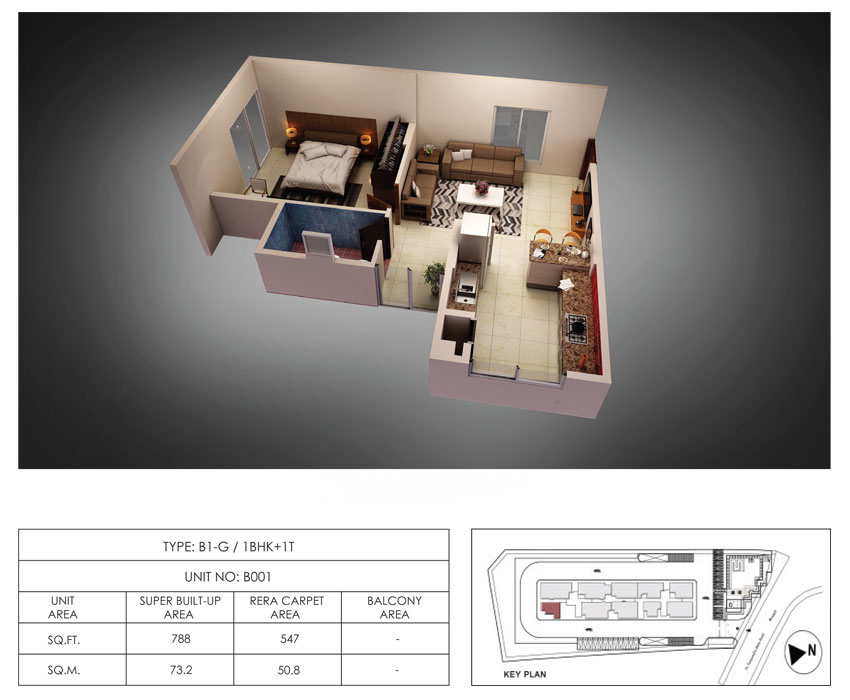 TYPE: B1-G / 1BHK+1T
UNIT NO: B001
UNIT AREA
SUPER BUILT-UP AREA
RERA CARPET AREA
BALCONY AREA
SQ.FT. 788 547 -
SQ.M. 73.2 50.8 -
N
KEY PLAN